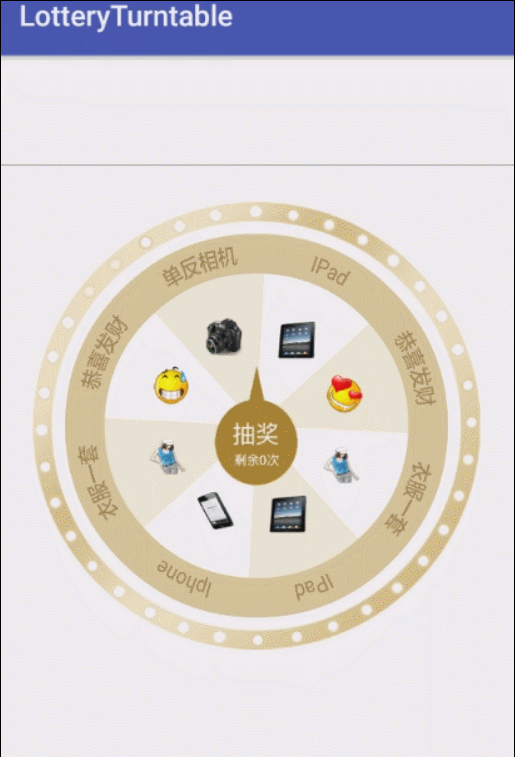 LotteryTurntable
单反相机
IPad
恭喜发财
衣服一套
IPad
Iphone
衣服一套
恭喜发财
抽奖
剩余0次